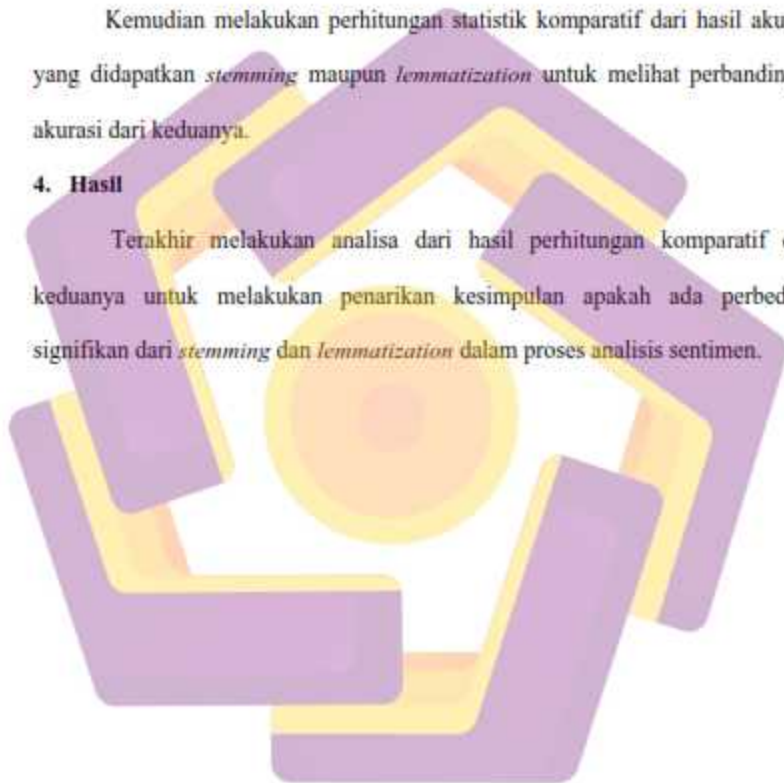 Kemudian melakukan perhitungan statistik komparatif dari hasil aku
yang didapatkan stemming maupun lemmatization untuk melihat perbandin
akurasi dari keduanya.
4. Hasil
Terakhir melakukan analisa dari hasil perhitungan komparatif
keduanya untuk melakukan penarikan kesimpulan apakah ada perbed
signifikan dari stemming dan lemmatization dalam proses analisis sentimen.